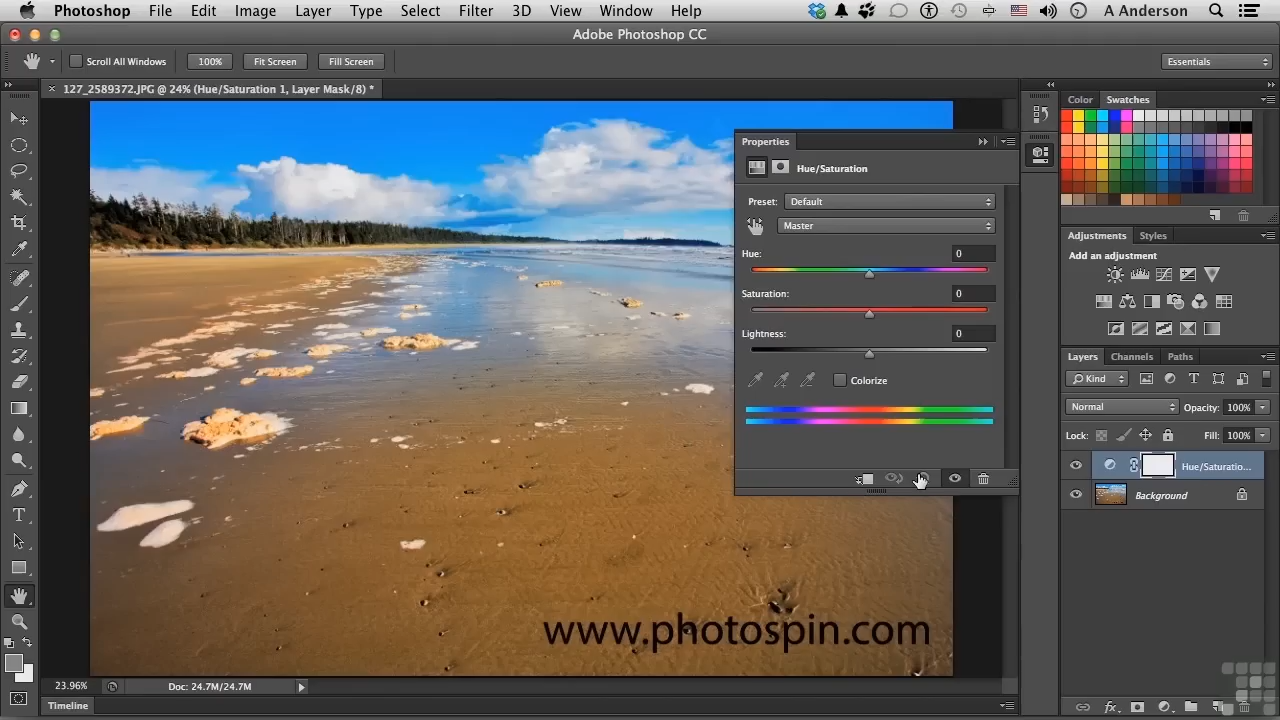 Photoshop File Edit Image Layer Type Select Filter 3D View Window Help A Anderson
Adobe Photoshop CC
Scroll All Windows 100% Fit Screen Fill Screen Essentials
127_2589372.JPG @ 24% (Hue/Saturation 1, Layer Mask/8) *
Color Swatches
Properties
Hue/Saturation
Preset: Default
Master
Hue: 0
Saturation: 0
Lightness: 0
Colorize
Adjustments Styles
Add an adjustment
Layers Channels Paths
Kind
Normal Opacity: 100%
Lock: Fill: 100%
Hue/Saturatio...
Background
www.photospin.com
23.96% Doc: 24.7M/24.7M
Timeline